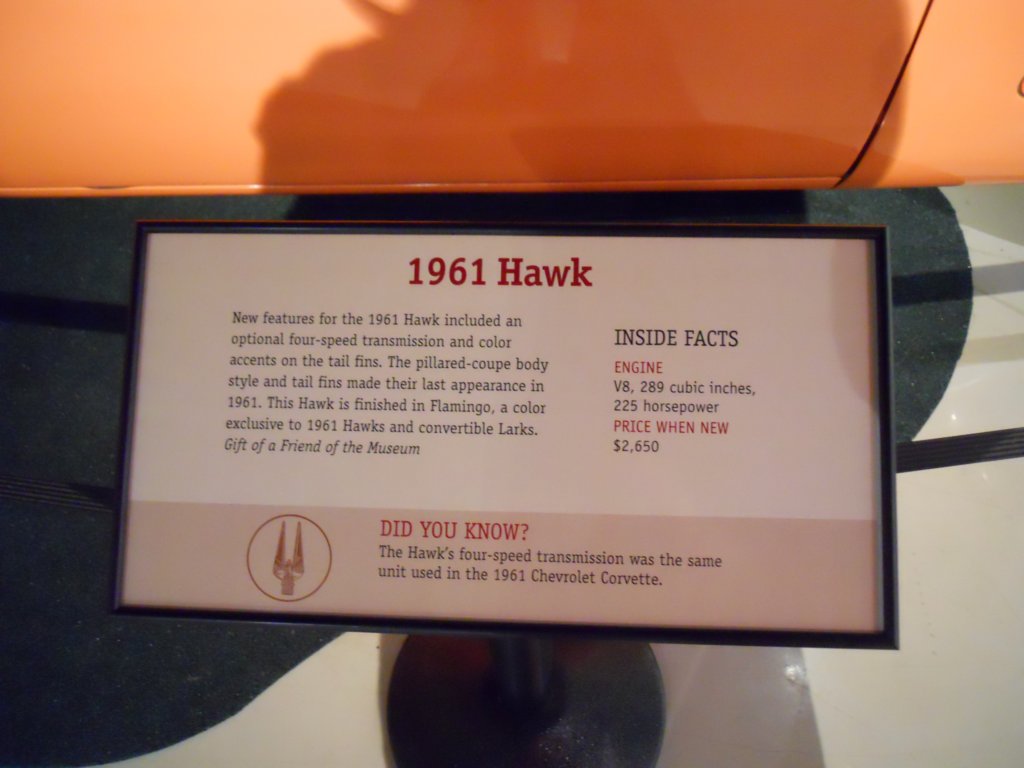 1961 Hawk
New features for the 1961 Hawk included an
optional four-speed transmission and color
accents on the tail fins. The pillared-coupe body
style and tail fins made their last appearance in
1961. This Hawk is finished in Flamingo, a color
exclusive to 1961 Hawks and convertible Larks.
Gift of a Friend of the Museum
INSIDE FACTS
ENGINE
V8, 289 cubic inches,
225 horsepower
PRICE WHEN NEW
$2,650
DID YOU KNOW?
The Hawk's four-speed transmission was the same
unit used in the 1961 Chevrolet Corvette.